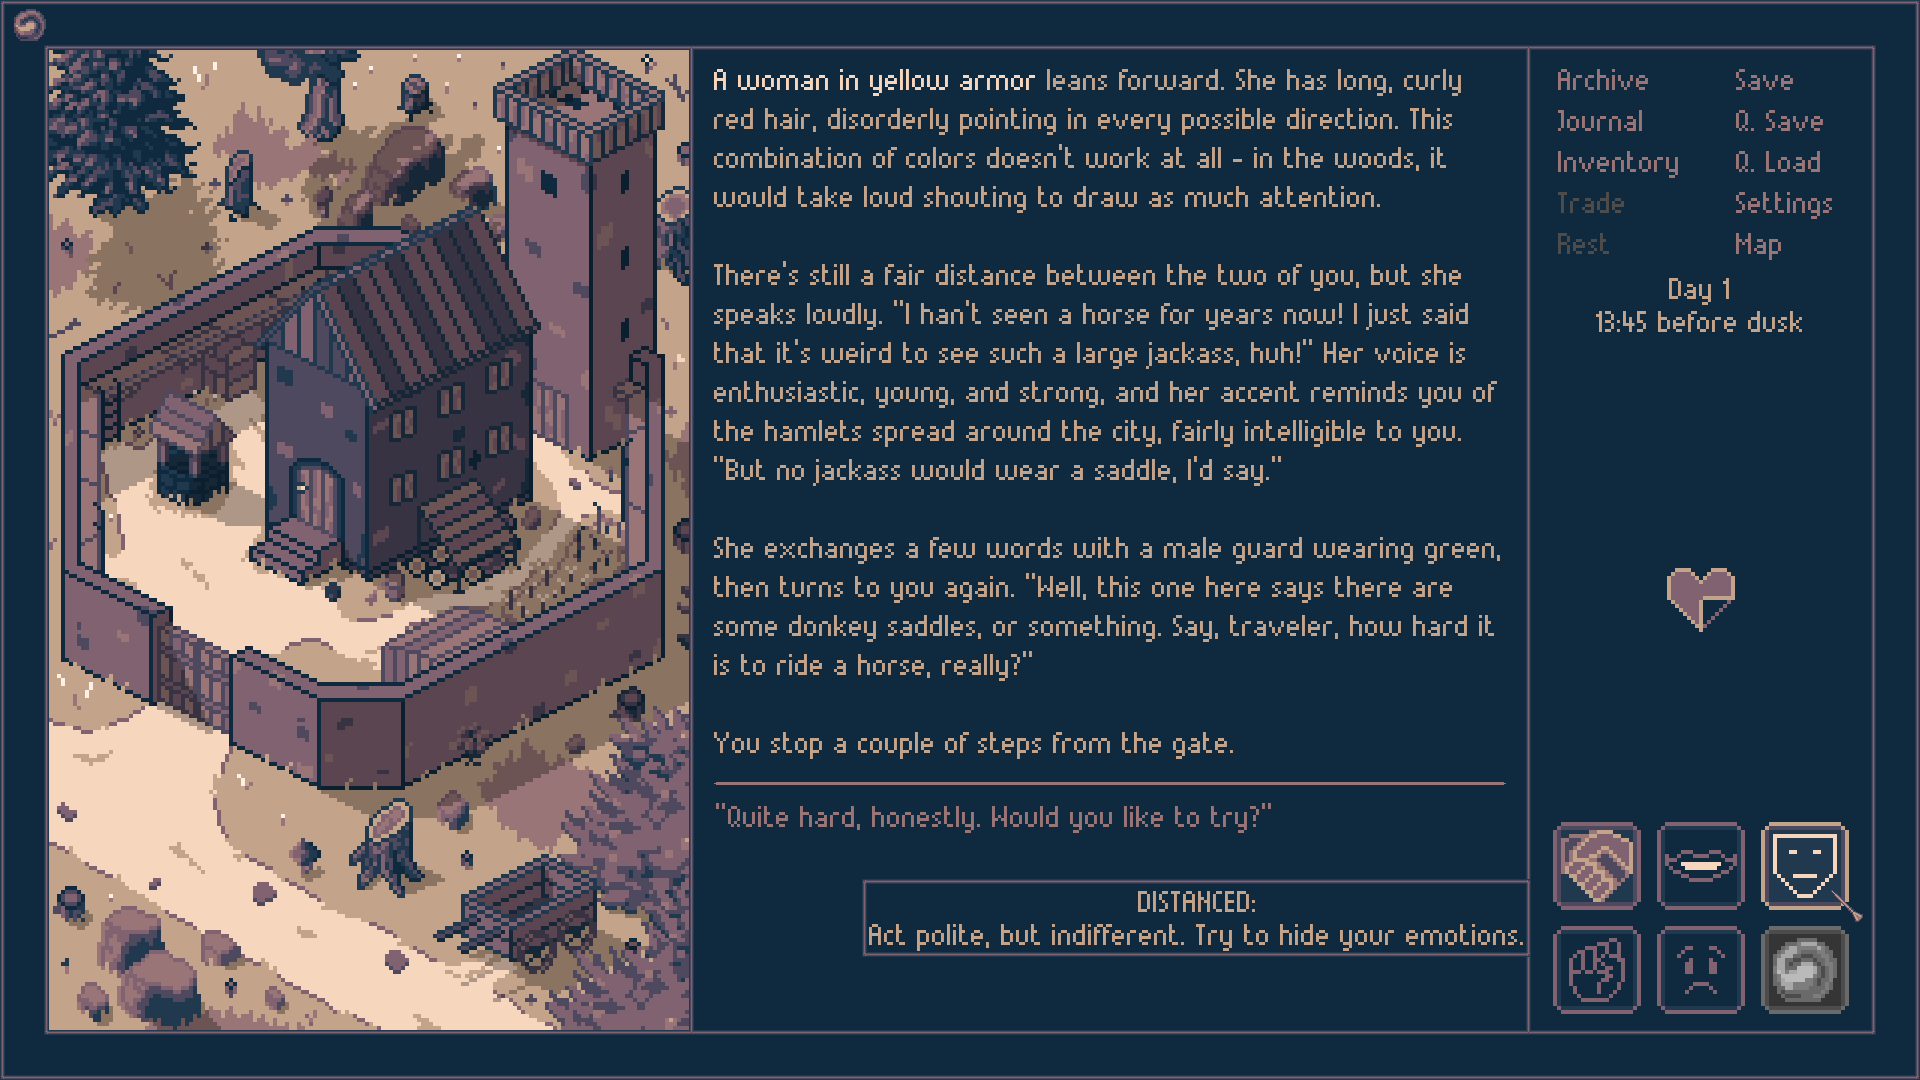 A woman in yellow armor leans forward. She has long, curly
red hair, disorderly pointing in every possible direction. This
combination of colors doesn't work at all - in the woods, it
would take loud shouting to draw as much attention.
There's still a fair distance between the two of you, but she
speaks loudly. "I han't seen a horse for years now! I just said
that it's weird to see such a large jackass, huh!" Her voice is
enthusiastic, young, and strong, and her accent reminds you of
the hamlets spread around the city, fairly intelligible to you.
"But no jackass would wear a saddle, I'd say."
She exchanges a few words with a male guard wearing green,
then turns to you again. "Well, this one here says there are
some donkey saddles, or something. Say, traveler, how hard it
is to ride a horse, really?"
You stop a couple of steps from the gate.
"Quite hard, honestly. Would you like to try?"
DISTANCED:
Act polite, but indifferent. Try to hide your emotions.
Archive Save
Journal Q. Save
Inventory Q. Load
Trade Settings
Rest Map
Day 1
13:45 before dusk